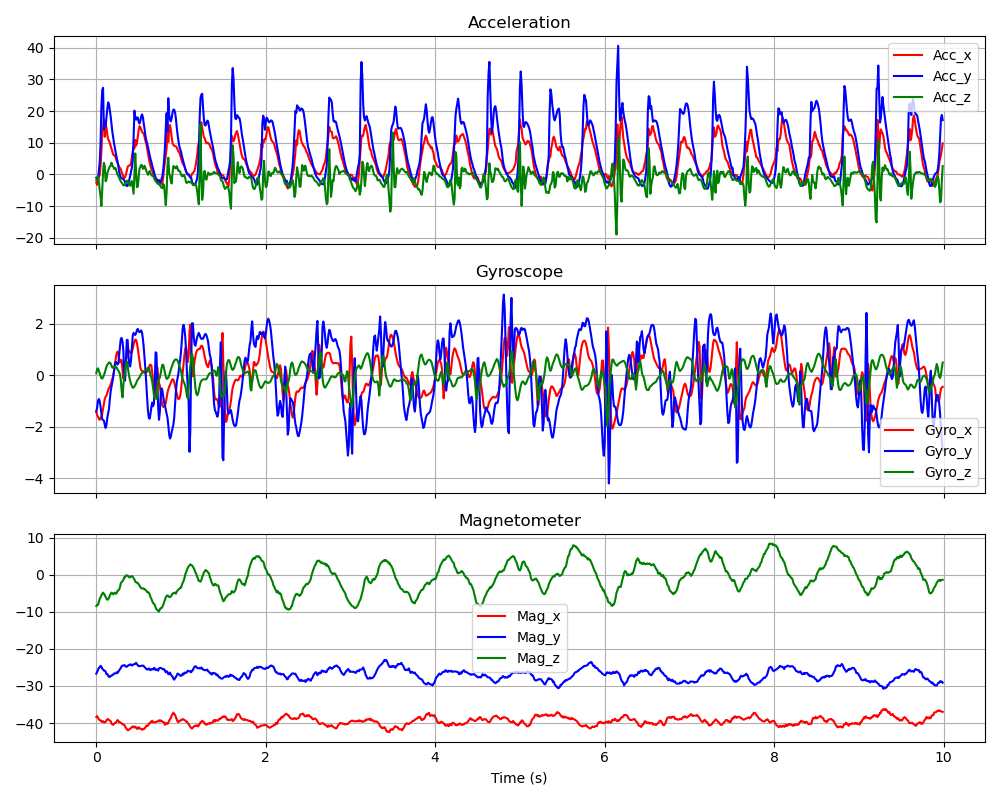 Acceleration
40
30
20
10
0
−10
−20
Acc_x
Acc_y
Acc_z
Gyroscope
2
0
−2
−4
Gyro_x
Gyro_y
Gyro_z
Magnetometer
10
0
−10
−20
−30
−40
Mag_x
Mag_y
Mag_z
0 2 4 6 8 10
Time (s)